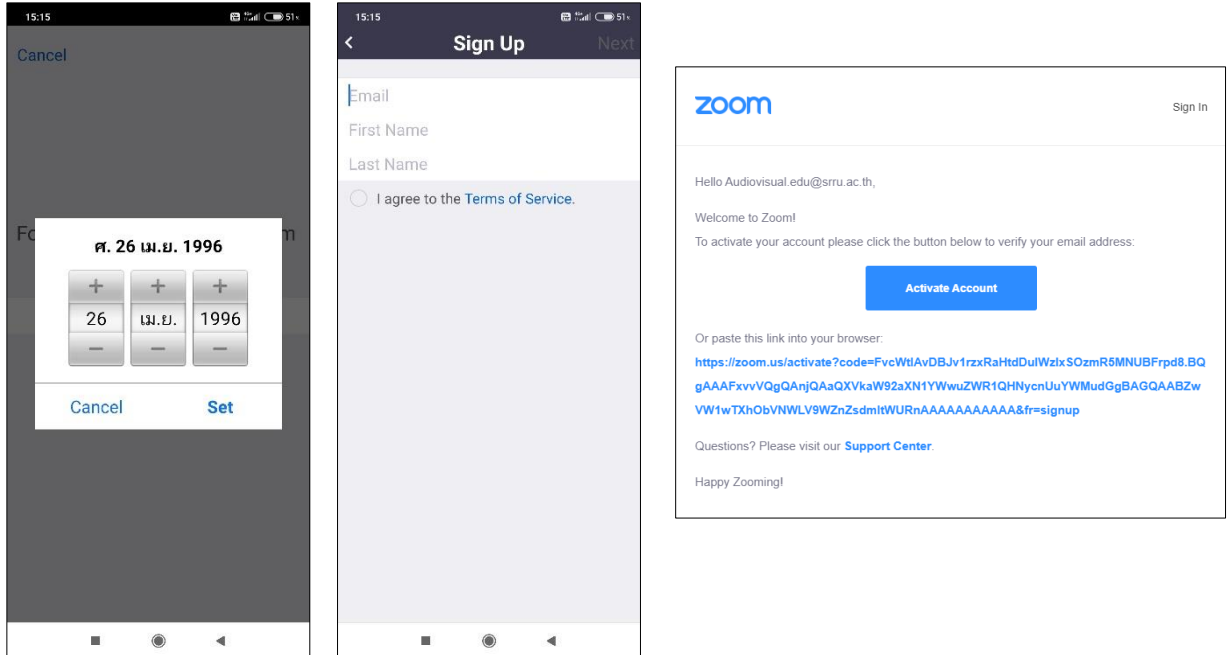 15:15
51
Cancel
Fo
m
ศ. 26 เม.ย. 1996
+ + +
26 เม.ย. 1996
− − −
Cancel Set
15:15
51
< Sign Up Next
Email
First Name
Last Name
I agree to the Terms of Service.
zoom
Sign In
Hello Audiovisual.edu@srru.ac.th,
Welcome to Zoom!
To activate your account please click the button below to verify your email address:
Activate Account
Or paste this link into your browser:
https://zoom.us/activate?code=FvcWtlAvDBJv1rzxRaHtdDulWzlxSOzmR5MNUBFrpd8.BQ
gAAAFxvvVQgQAnjQAaQXVkaW92aXN1YWwuZWR1QHNycnUuYWMudGgBAGQAABZw
VW1wTXhObVNWLV9WZnZsdmltWURnAAAAAAAAAAA&fr=signup
Questions? Please visit our Support Center.
Happy Zooming!